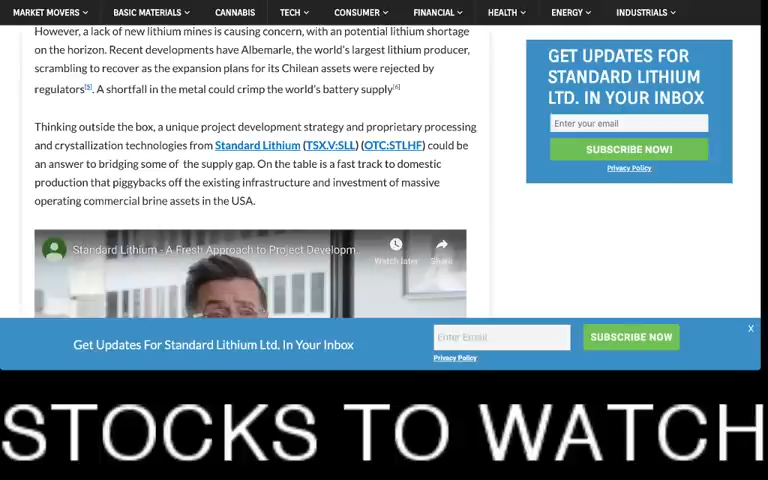 MARKET MOVERS BASIC MATERIALS CANNABIS TECH CONSUMER FINANCIAL HEALTH ENERGY INDUSTRIALS
However, a lack of new lithium mines is causing concern, with an potential lithium shortage
on the horizon. Recent developments have Albemarle, the world's largest lithium producer,
scrambling to recover as the expansion plans for its Chilean assets were rejected by
regulators[5]. A shortfall in the metal could crimp the world's battery supply[6]
Thinking outside the box, a unique project development strategy and proprietary processing
and crystallization technologies from Standard Lithium (TSX.V:SLL) (OTC:STLHF) could be
an answer to bridging some of the supply gap. On the table is a fast track to domestic
production that piggybacks off the existing infrastructure and investment of massive
operating commercial brine assets in the USA.
Standard Lithium - A Fresh Approach to Project Developm...
Watch later Share
GET UPDATES FOR
STANDARD LITHIUM
LTD. IN YOUR INBOX
Enter your email
SUBSCRIBE NOW!
Privacy Policy
X
Get Updates For Standard Lithium Ltd. In Your Inbox
Enter Email
SUBSCRIBE NOW
Privacy Policy
STOCKS TO WATCH